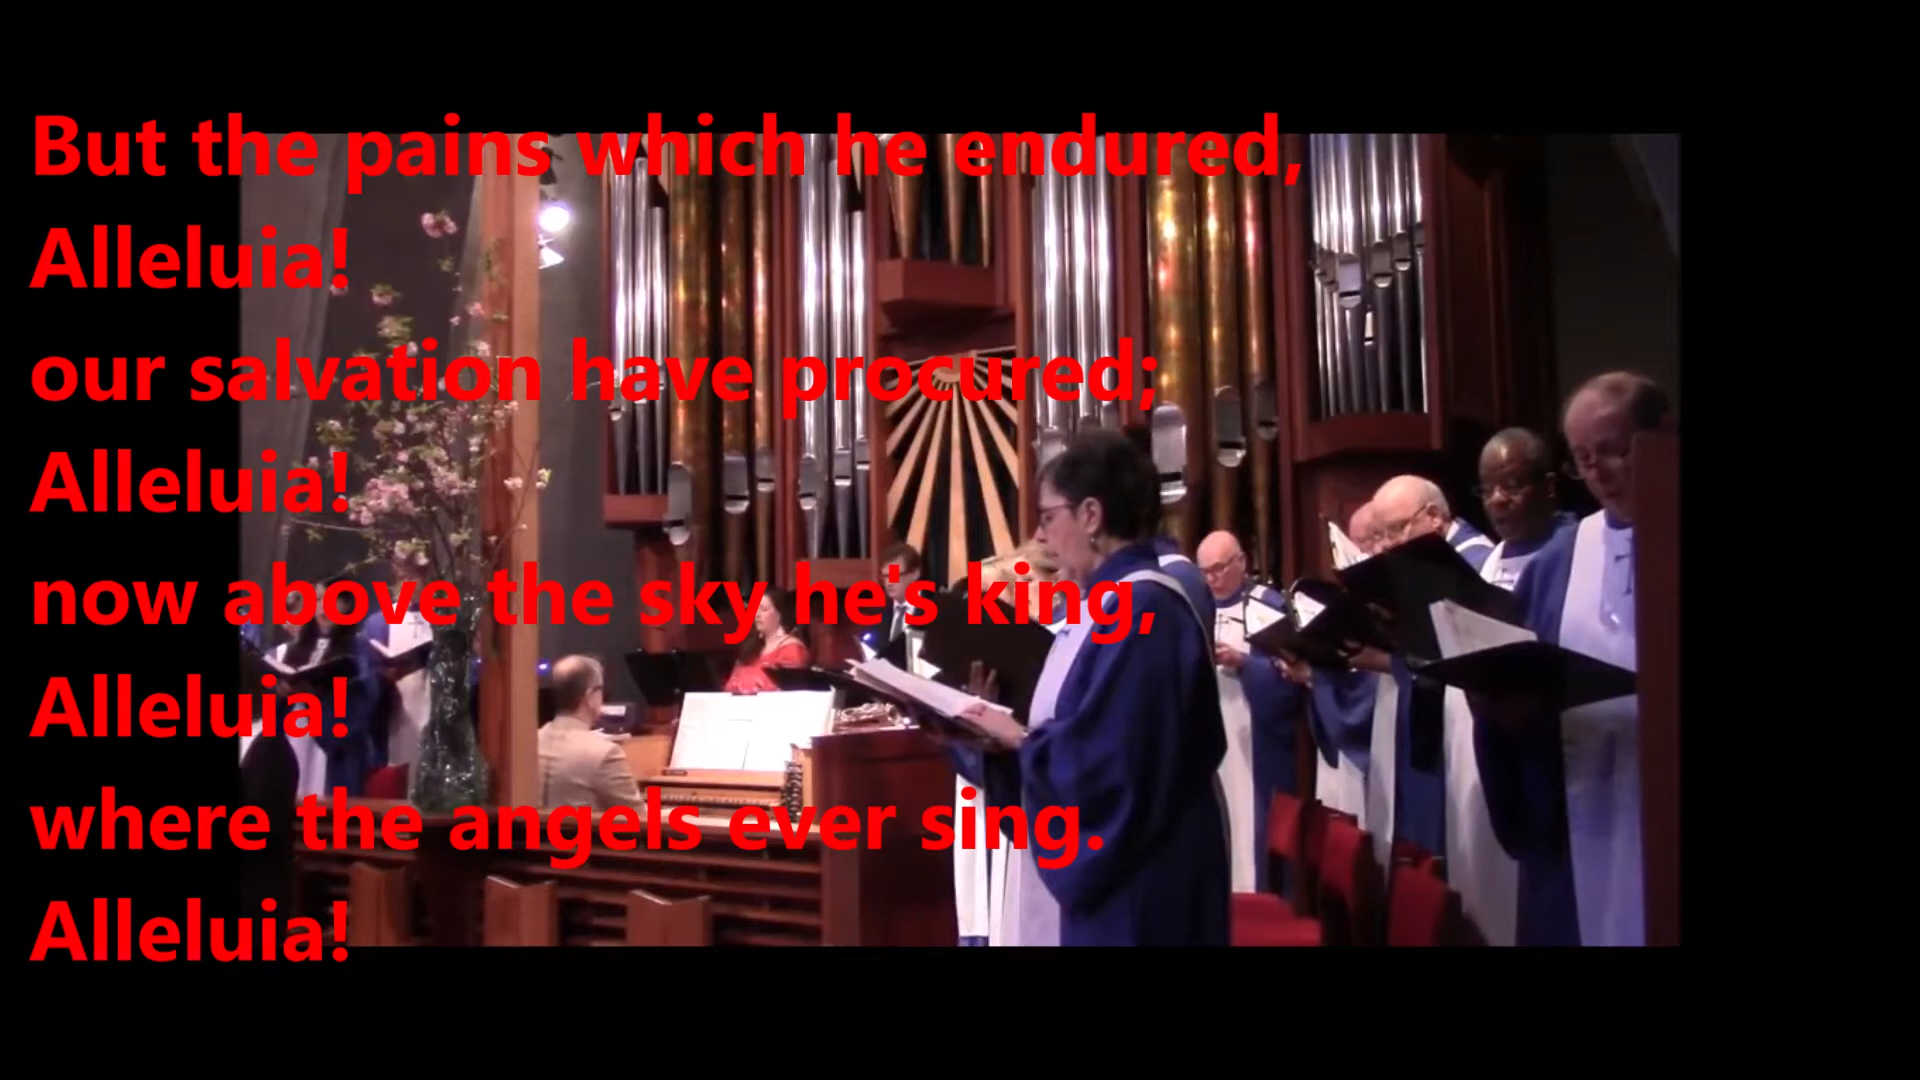 But the pains which he endured,
Alleluia!
our salvation have procured;
Alleluia!
now above the sky he's king,
Alleluia!
where the angels ever sing.
Alleluia!